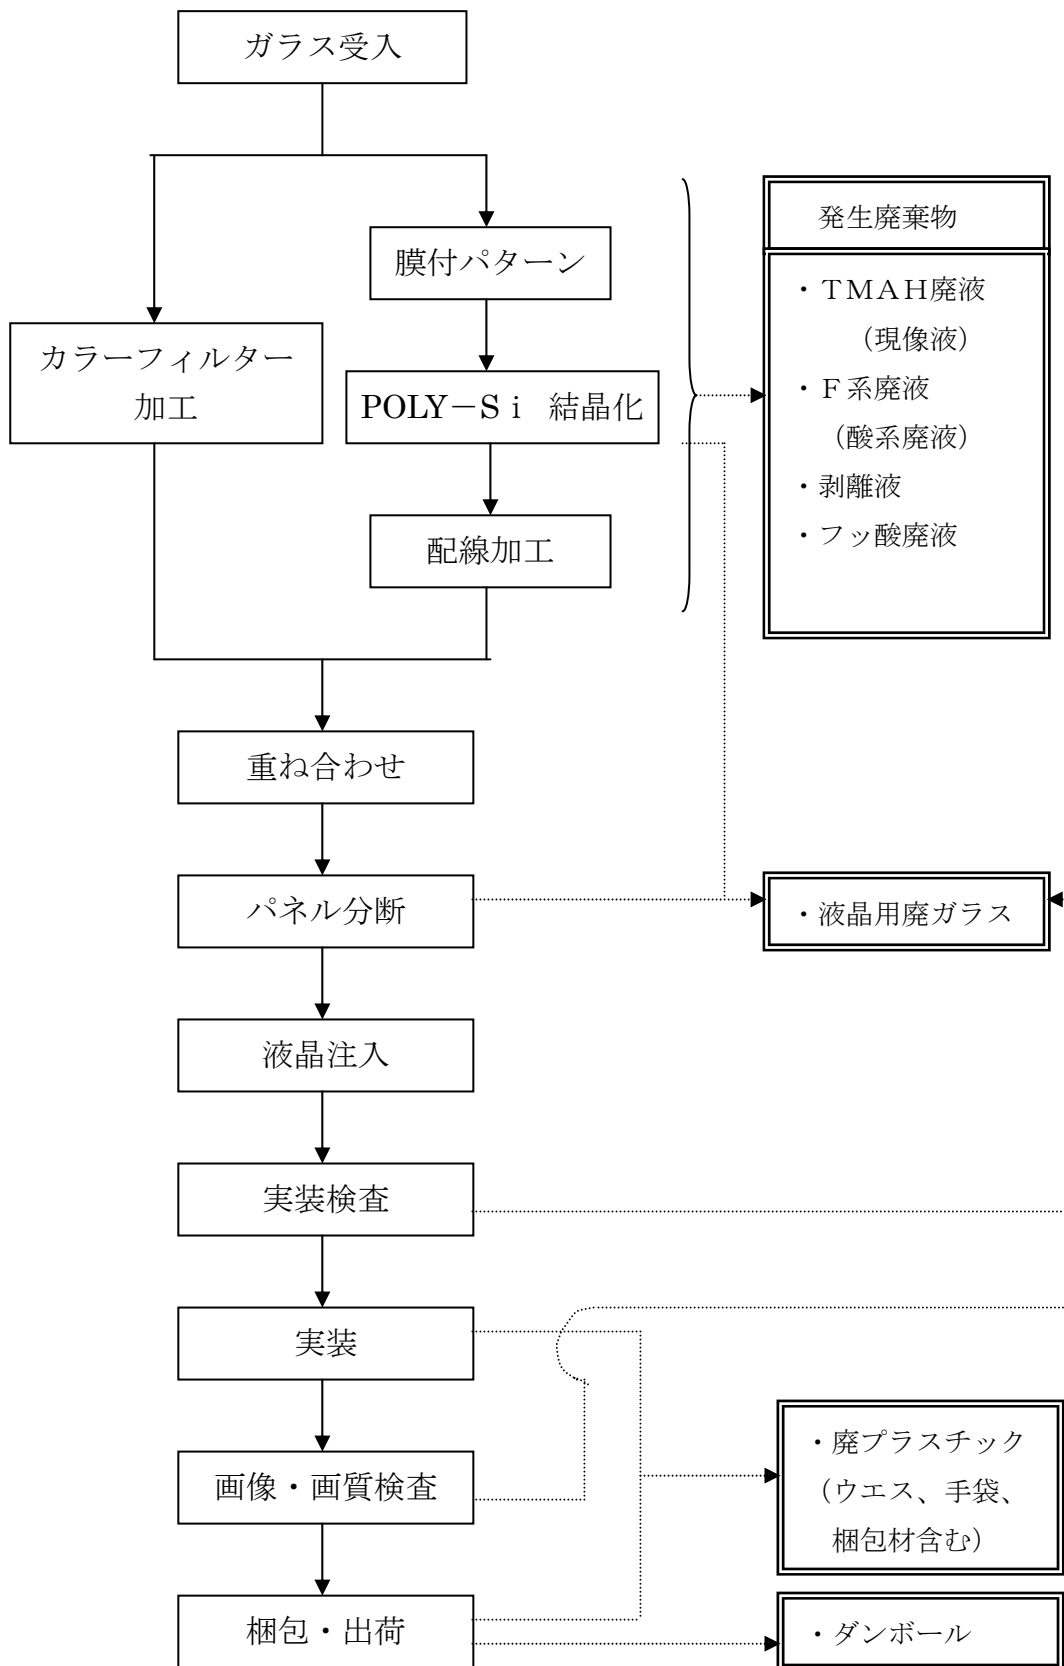 ガラス受入
発生廃棄物
膜付パターン
・ＴＭＡＨ廃液
（現像液）
カラーフィルター
加工
POLY－Ｓｉ 結晶化
・Ｆ系廃液
（酸系廃液）
・剥離液
配線加工
・フッ酸廃液
重ね合わせ
パネル分断
・液晶用廃ガラス
液晶注入
実装検査
実装
画像・画質検査
・廃プラスチック
（ウエス、手袋、
梱包材含む）
梱包・出荷
・ダンボール